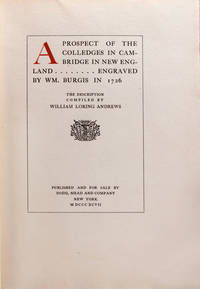 A PROSPECT OF THE
COLLEDGES IN CAM-
BRIDGE IN NEW ENG-
LAND . . . . . . . . ENGRAVED
BY WM. BURGIS IN 1726
THE DESCRIPTION
COMPILED BY
WILLIAM LORING ANDREWS
PUBLISHED AND FOR SALE BY
DODD, MEAD AND COMPANY
NEW YORK
MDCCCXCVII